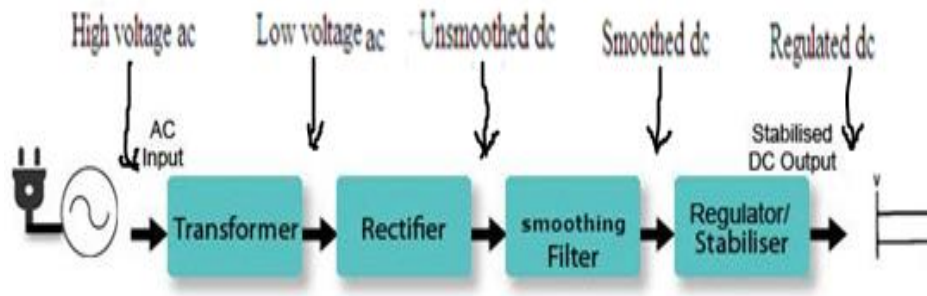 High voltage ac
Low voltage ac
Unsmoothed dc
Smoothed dc
Regulated dc
AC
Input
Stabilised
DC Output
Transformer
Rectifier
smoothing
Filter
Regulator/
Stabiliser
V